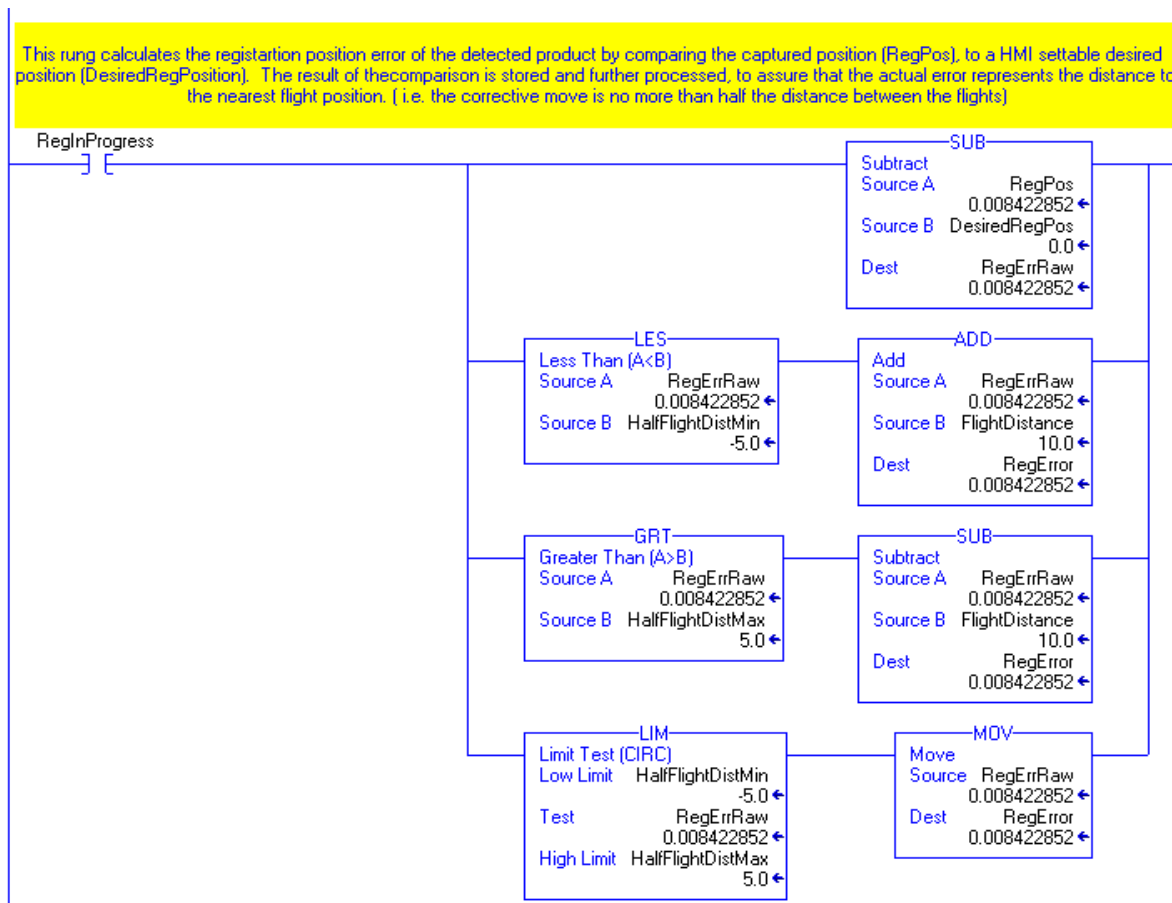 This rung calculates the registartion position error of the detected product by comparing the captured position (RegPos), to a HMI settable desired
position (DesiredRegPosition). The result of thecomparison is stored and further processed, to assure that the actual error represents the distance to
the nearest flight position. ( i.e. the corrective move is no more than half the distance between the flights)
RegInProgress
SUB
Subtract
Source A RegPos
0.008422852
Source B DesiredRegPos
0.0
Dest RegErrRaw
0.008422852
LES
Less Than (A<B)
Source A RegErrRaw
0.008422852
Source B HalfFlightDistMin
-5.0
ADD
Add
Source A RegErrRaw
0.008422852
Source B FlightDistance
10.0
Dest RegError
0.008422852
GRT
Greater Than (A>B)
Source A RegErrRaw
0.008422852
Source B HalfFlightDistMax
5.0
SUB
Subtract
Source A RegErrRaw
0.008422852
Source B FlightDistance
10.0
Dest RegError
0.008422852
LIM
Limit Test (CIRC)
Low Limit HalfFlightDistMin
-5.0
Test RegErrRaw
0.008422852
High Limit HalfFlightDistMax
5.0
MOV
Move
Source RegErrRaw
0.008422852
Dest RegError
0.008422852